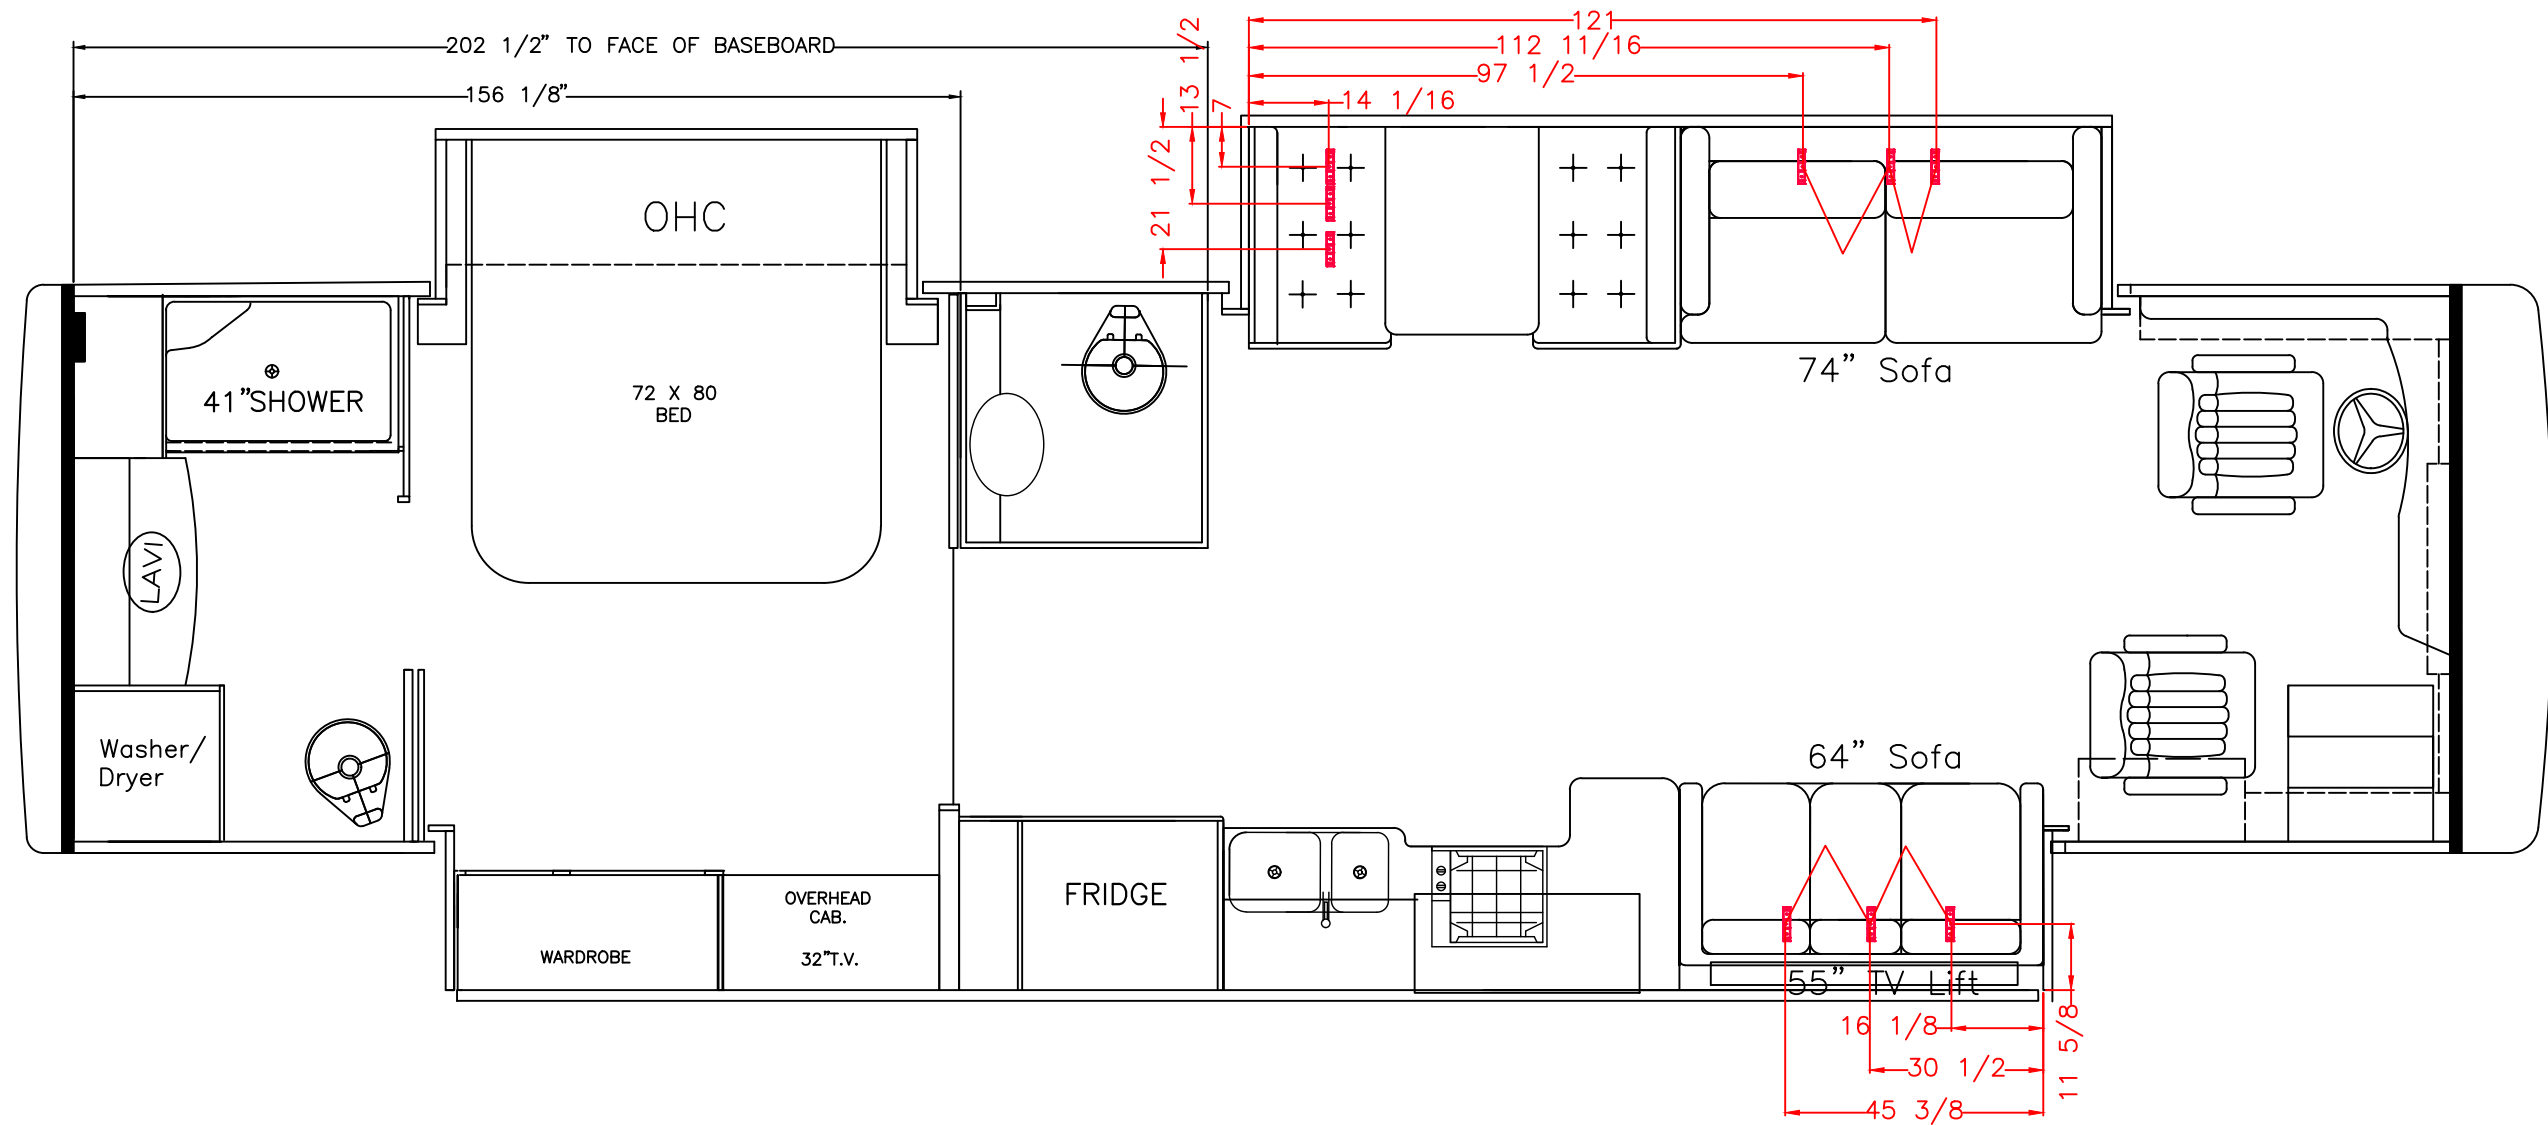 121
202 1/2" TO FACE OF BASEBOARD
112 11/16
97 1/2
156 1/8"
14 1/16
13 1/2
7
21 1/2
OHC
74" Sofa
41"SHOWER
72 X 80
BED
LAVI
Washer/
Dryer
64" Sofa
FRIDGE
OVERHEAD
CAB.
WARDROBE
32"T.V.
55" TV Lift
16 1/8
11 5/8
30 1/2
45 3/8